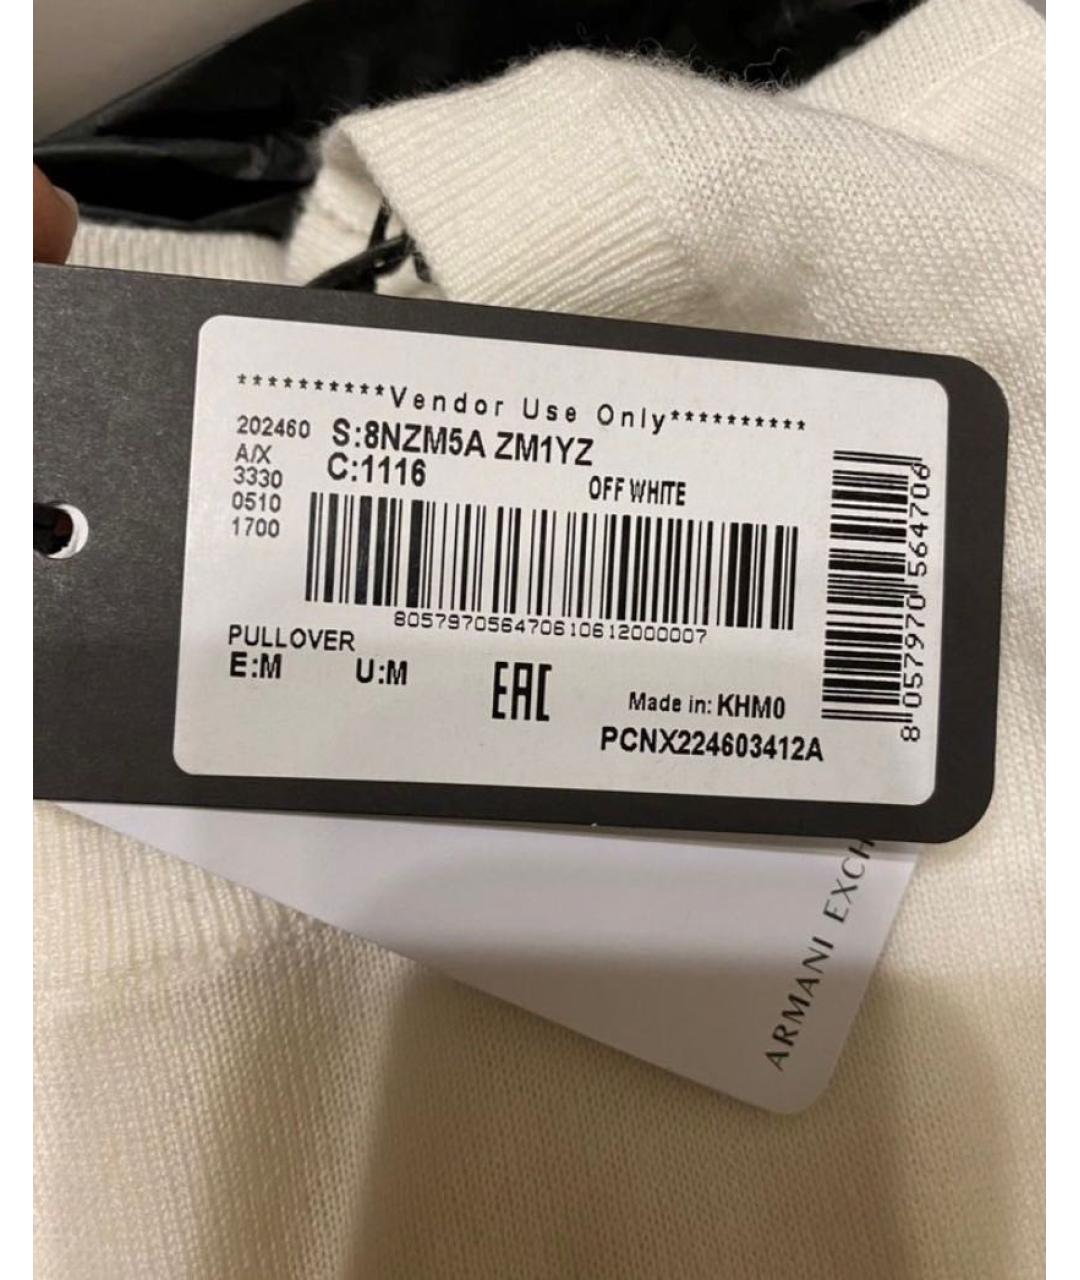 **********Vendor Use Only**********
202460 S:8NZM5A ZM1YZ
A/X C:1116 OFF WHITE
3330
0510
1700
805797056470610612000007
PULLOVER
E:M U:M EAC
Made in: KHM0
PCNX224603412A
8 057970 564706
ARMANI EXCH